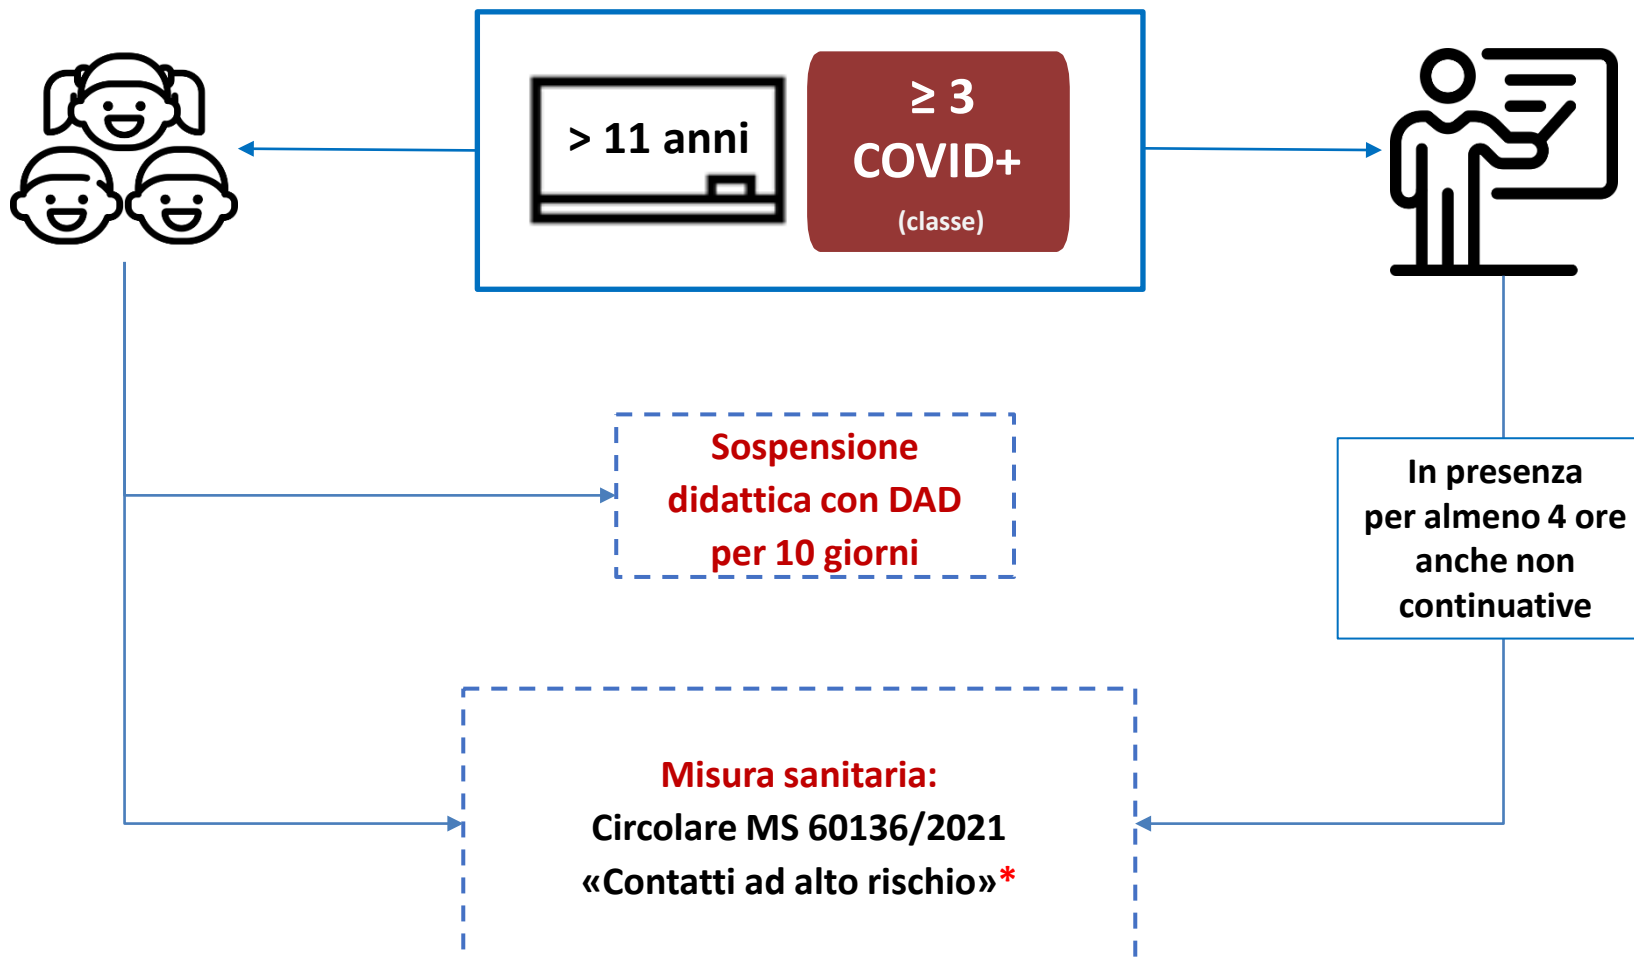 > 11 anni
≥ 3
COVID+
(classe)
Sospensione
didattica con DAD
per 10 giorni
In presenza
per almeno 4 ore
anche non
continuative
Misura sanitaria:
Circolare MS 60136/2021
«Contatti ad alto rischio»*